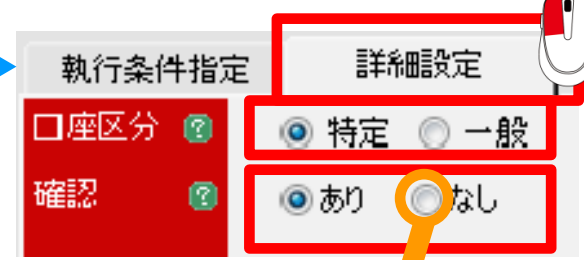 執行条件指定 詳細設定
口座区分 ? 特定 一般
確認 ? あり なし